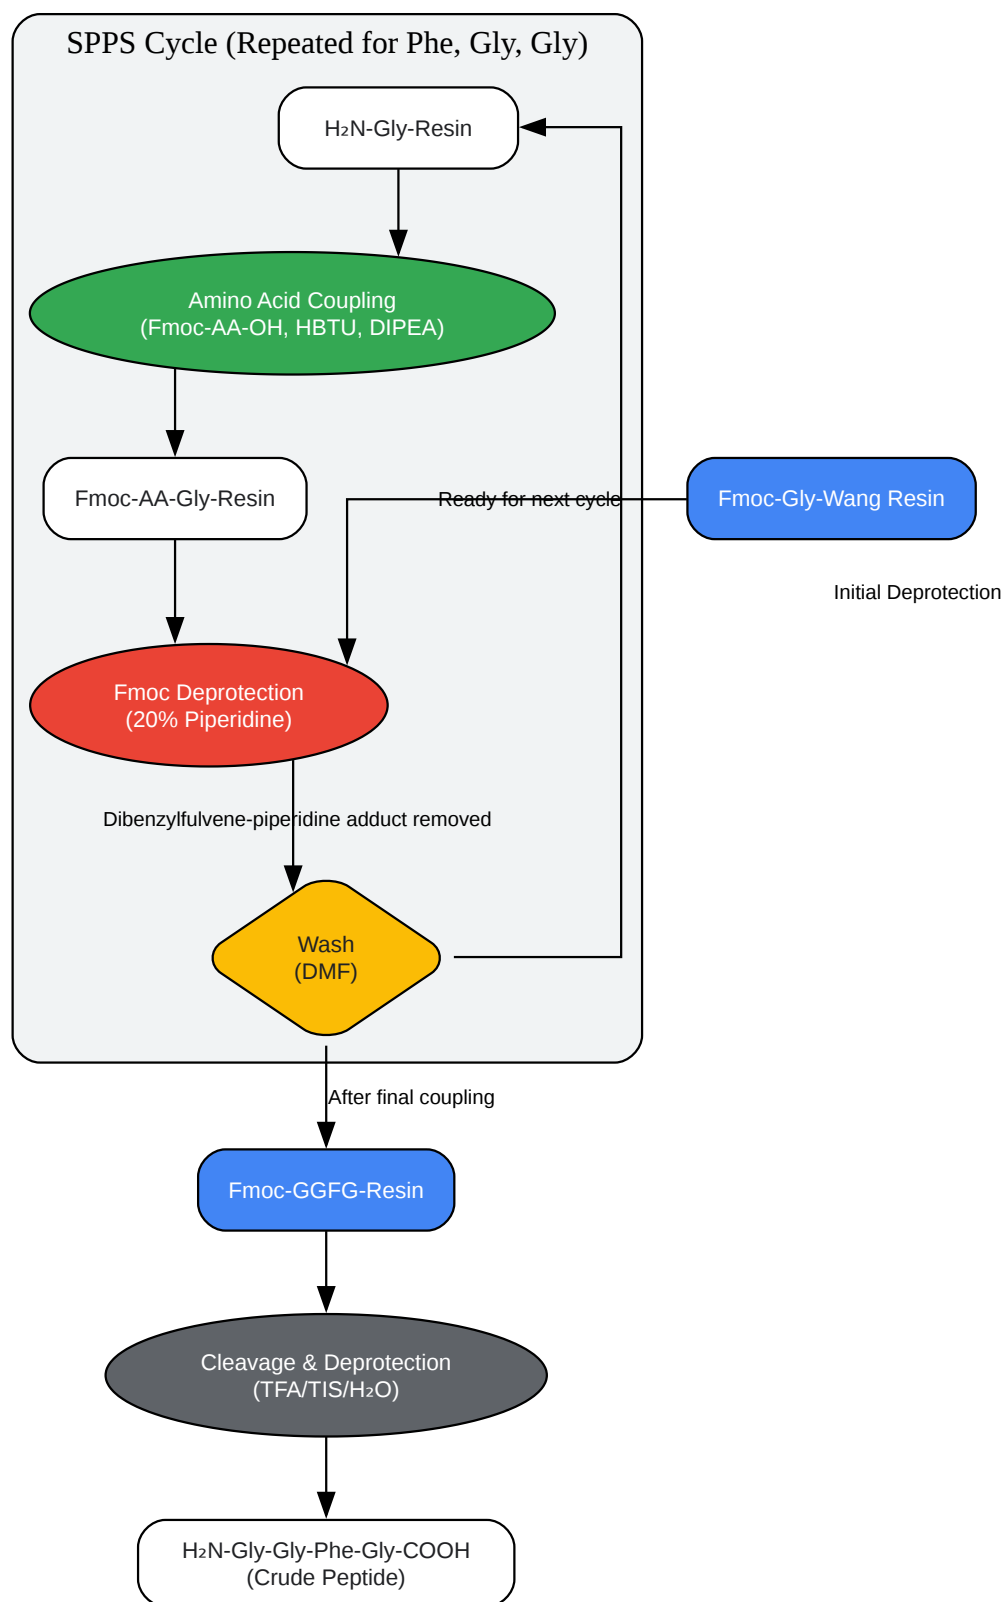 SPPS Cycle (Repeated for Phe, Gly, Gly)
H₂N-Gly-Resin
Amino Acid Coupling
(Fmoc-AA-OH, HBTU, DIPEA)
Fmoc-AA-Gly-Resin
Ready for next cycle
Fmoc-Gly-Wang Resin
Initial Deprotection
Fmoc Deprotection
(20% Piperidine)
Dibenzylfulvene-piperidine adduct removed
Wash
(DMF)
After final coupling
Fmoc-GGFG-Resin
Cleavage & Deprotection
(TFA/TIS/H₂O)
H₂N-Gly-Gly-Phe-Gly-COOH
(Crude Peptide)